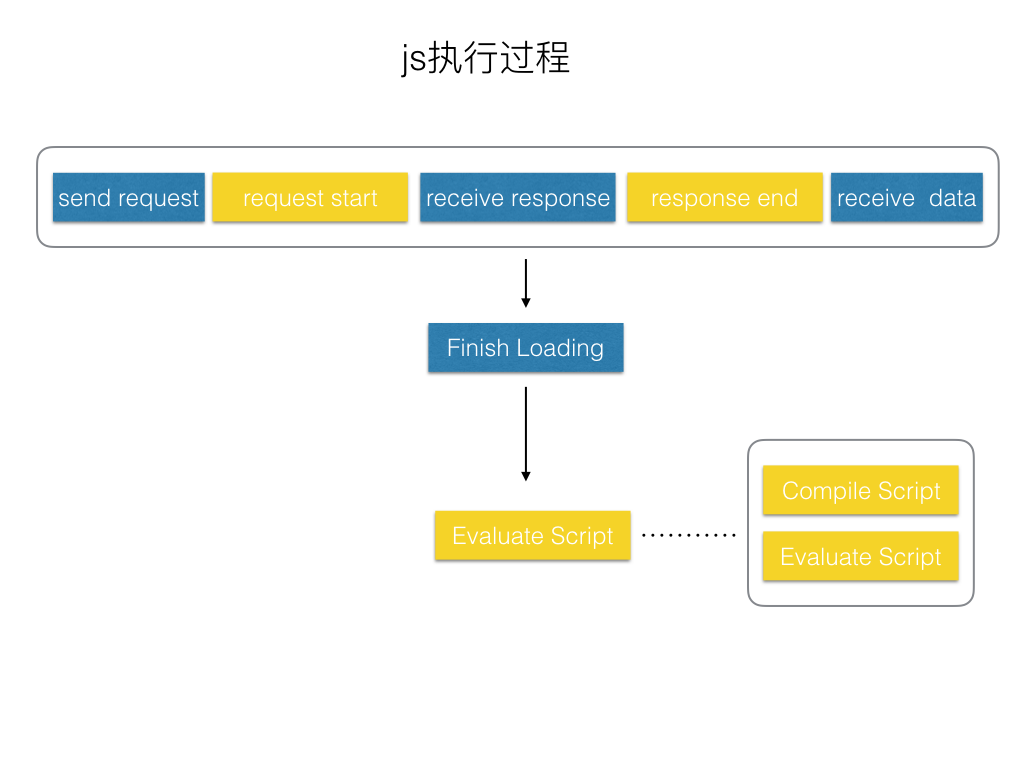 js执行过程
send request
request start
receive response
response end
receive data
Finish Loading
Compile Script
Evaluate Script
Evaluate Script